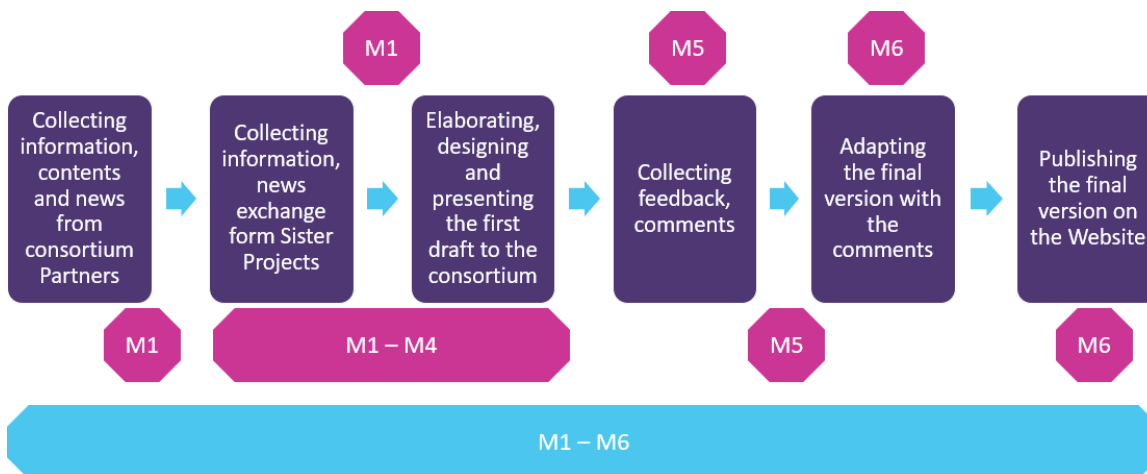 M1
M5
M6
Collecting
information,
contents
and news
from
consortium
Partners
Collecting
information,
news
exchange
form Sister
Projects
Elaborating,
designing
and
presenting
the first
draft to the
consortium
Collecting
feedback,
comments
Adapting
the final
version with
the
comments
Publishing
the final
version on
the Website
M1
M1 – M4
M5
M6
M1 – M6